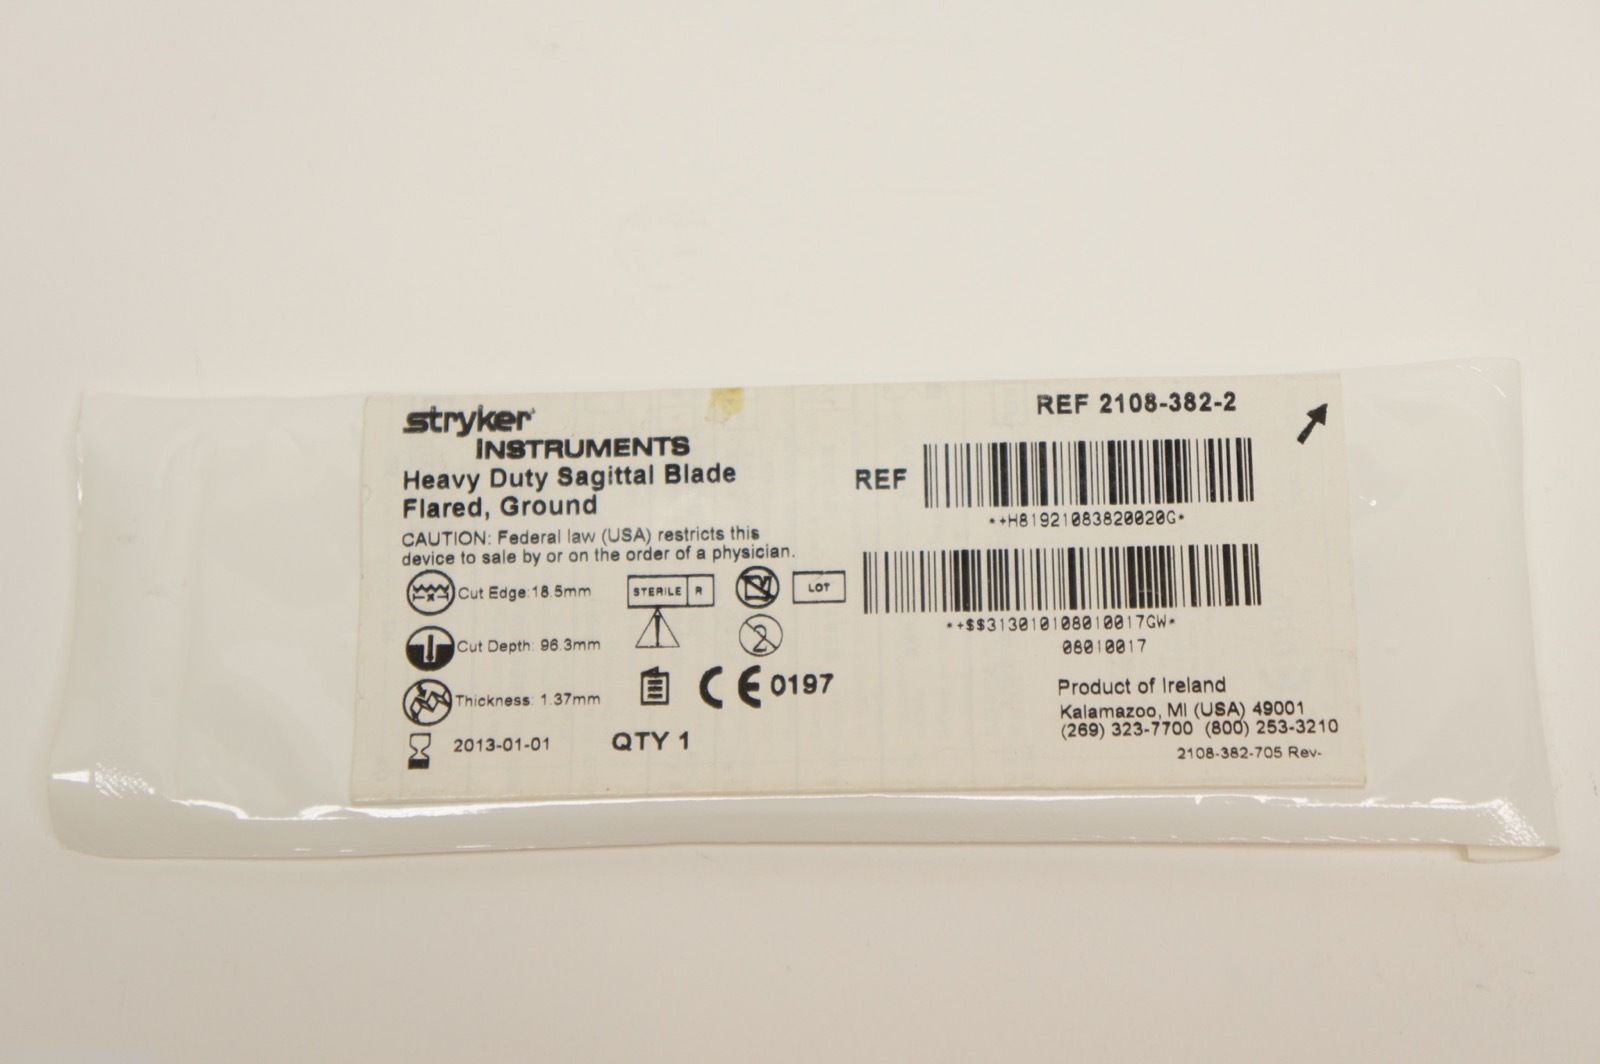 stryker
INSTRUMENTS
Heavy Duty Sagittal Blade
Flared, Ground
CAUTION: Federal law (USA) restricts this
device to sale by or on the order of a physician.
Cut Edge:18.5mm
Cut Depth: 96.3mm
Thickness: 1.37mm
2013-01-01
STERILE R
LOT
2
CE 0197
QTY 1
REF 2108-382-2
REF
*+H81921083820020G*
*+$$313010108010017GW*
08010017
Product of Ireland
Kalamazoo, MI (USA) 49001
(269) 323-7700 (800) 253-3210
2108-382-705 Rev-